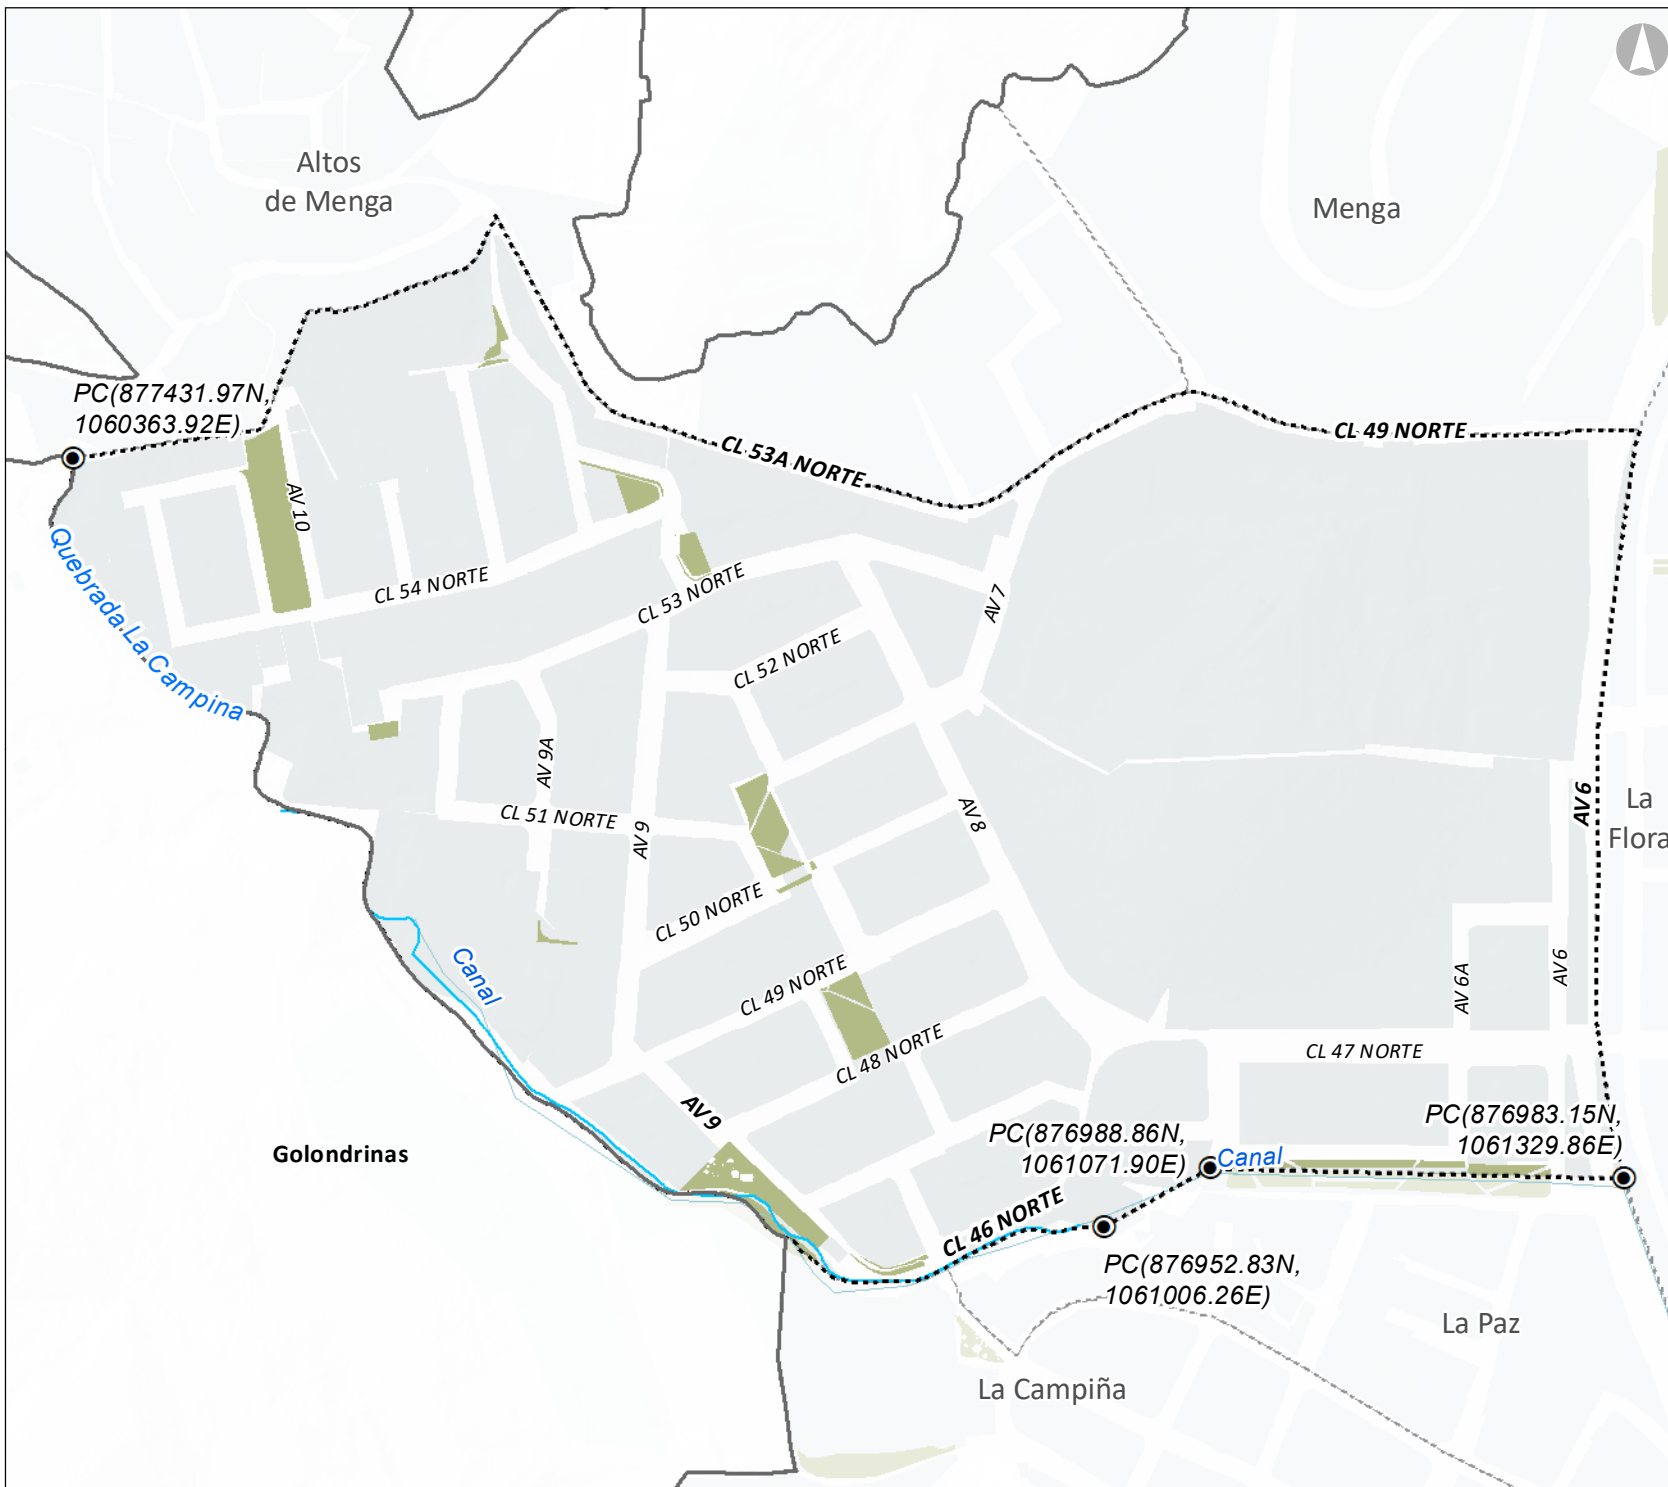 Altos
de Menga
Menga
PC(877431.97N,
1060363.92E)
CL 49 NORTE
CL 53A NORTE
AV 10
Quebrada La Campina
CL 54 NORTE
CL 53 NORTE
AV 7
CL 52 NORTE
AV 9A
AV 6
La
Flora
CL 51 NORTE
AV 9
AV 8
CL 50 NORTE
Canal
CL 49 NORTE
AV 6A
AV 6
CL 48 NORTE
CL 47 NORTE
AV 9
PC(876983.15N,
1061329.86E)
PC(876988.86N,
1061071.90E)
Canal
Golondrinas
CL 46 NORTE
PC(876952.83N,
1061006.26E)
La Paz
La Campiña